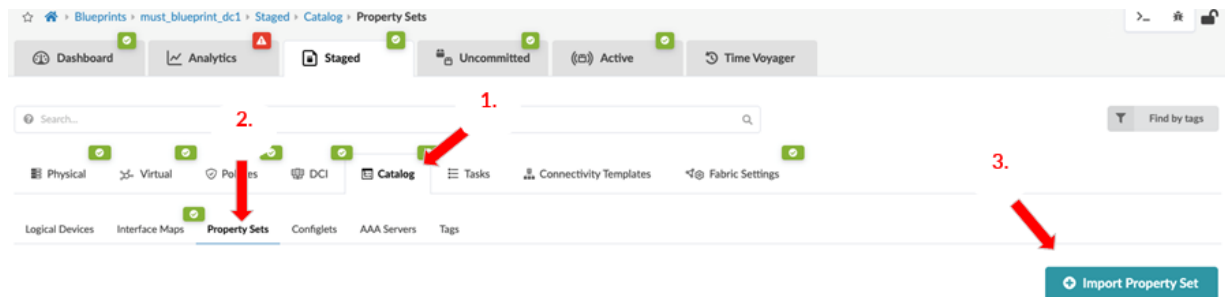 Blueprints › must_blueprint_dc1 › Staged › Catalog › Property Sets
Dashboard Analytics Staged Uncommitted Active Time Voyager
1.
Search... 2. Find by tags
3.
Physical Virtual DCI Catalog Tasks Connectivity Templates Fabric Settings
Logical Devices Interface Maps Property Sets Configlets AAA Servers Tags
Import Property Set